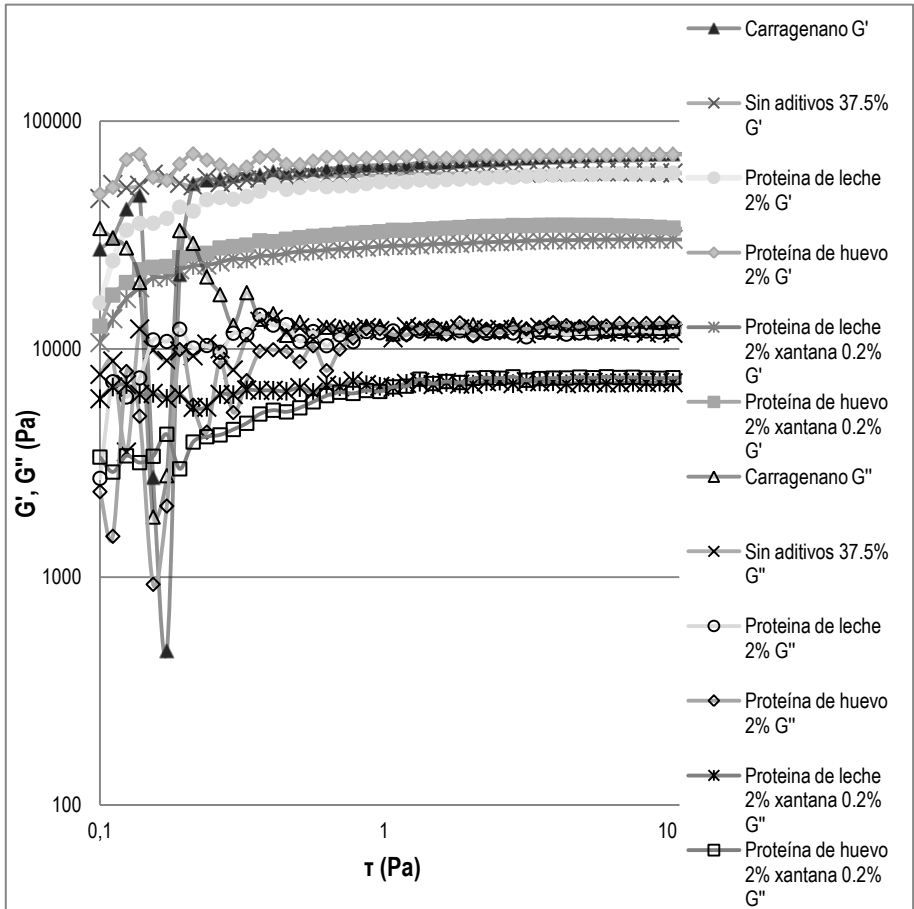 Carragenano G'
Sin aditivos 37.5%
G'
Proteina de leche
2% G'
Proteína de huevo
2% G'
Proteina de leche
2% xantana 0.2%
G'
Proteína de huevo
2% xantana 0.2%
G'
Carragenano G"
Sin aditivos 37.5%
G"
Proteina de leche
2% G"
Proteína de huevo
2% G"
Proteina de leche
2% xantana 0.2%
G"
Proteína de huevo
2% xantana 0.2%
G"
G', G" (Pa)
100000
10000
1000
100
0,1
1
10
τ (Pa)